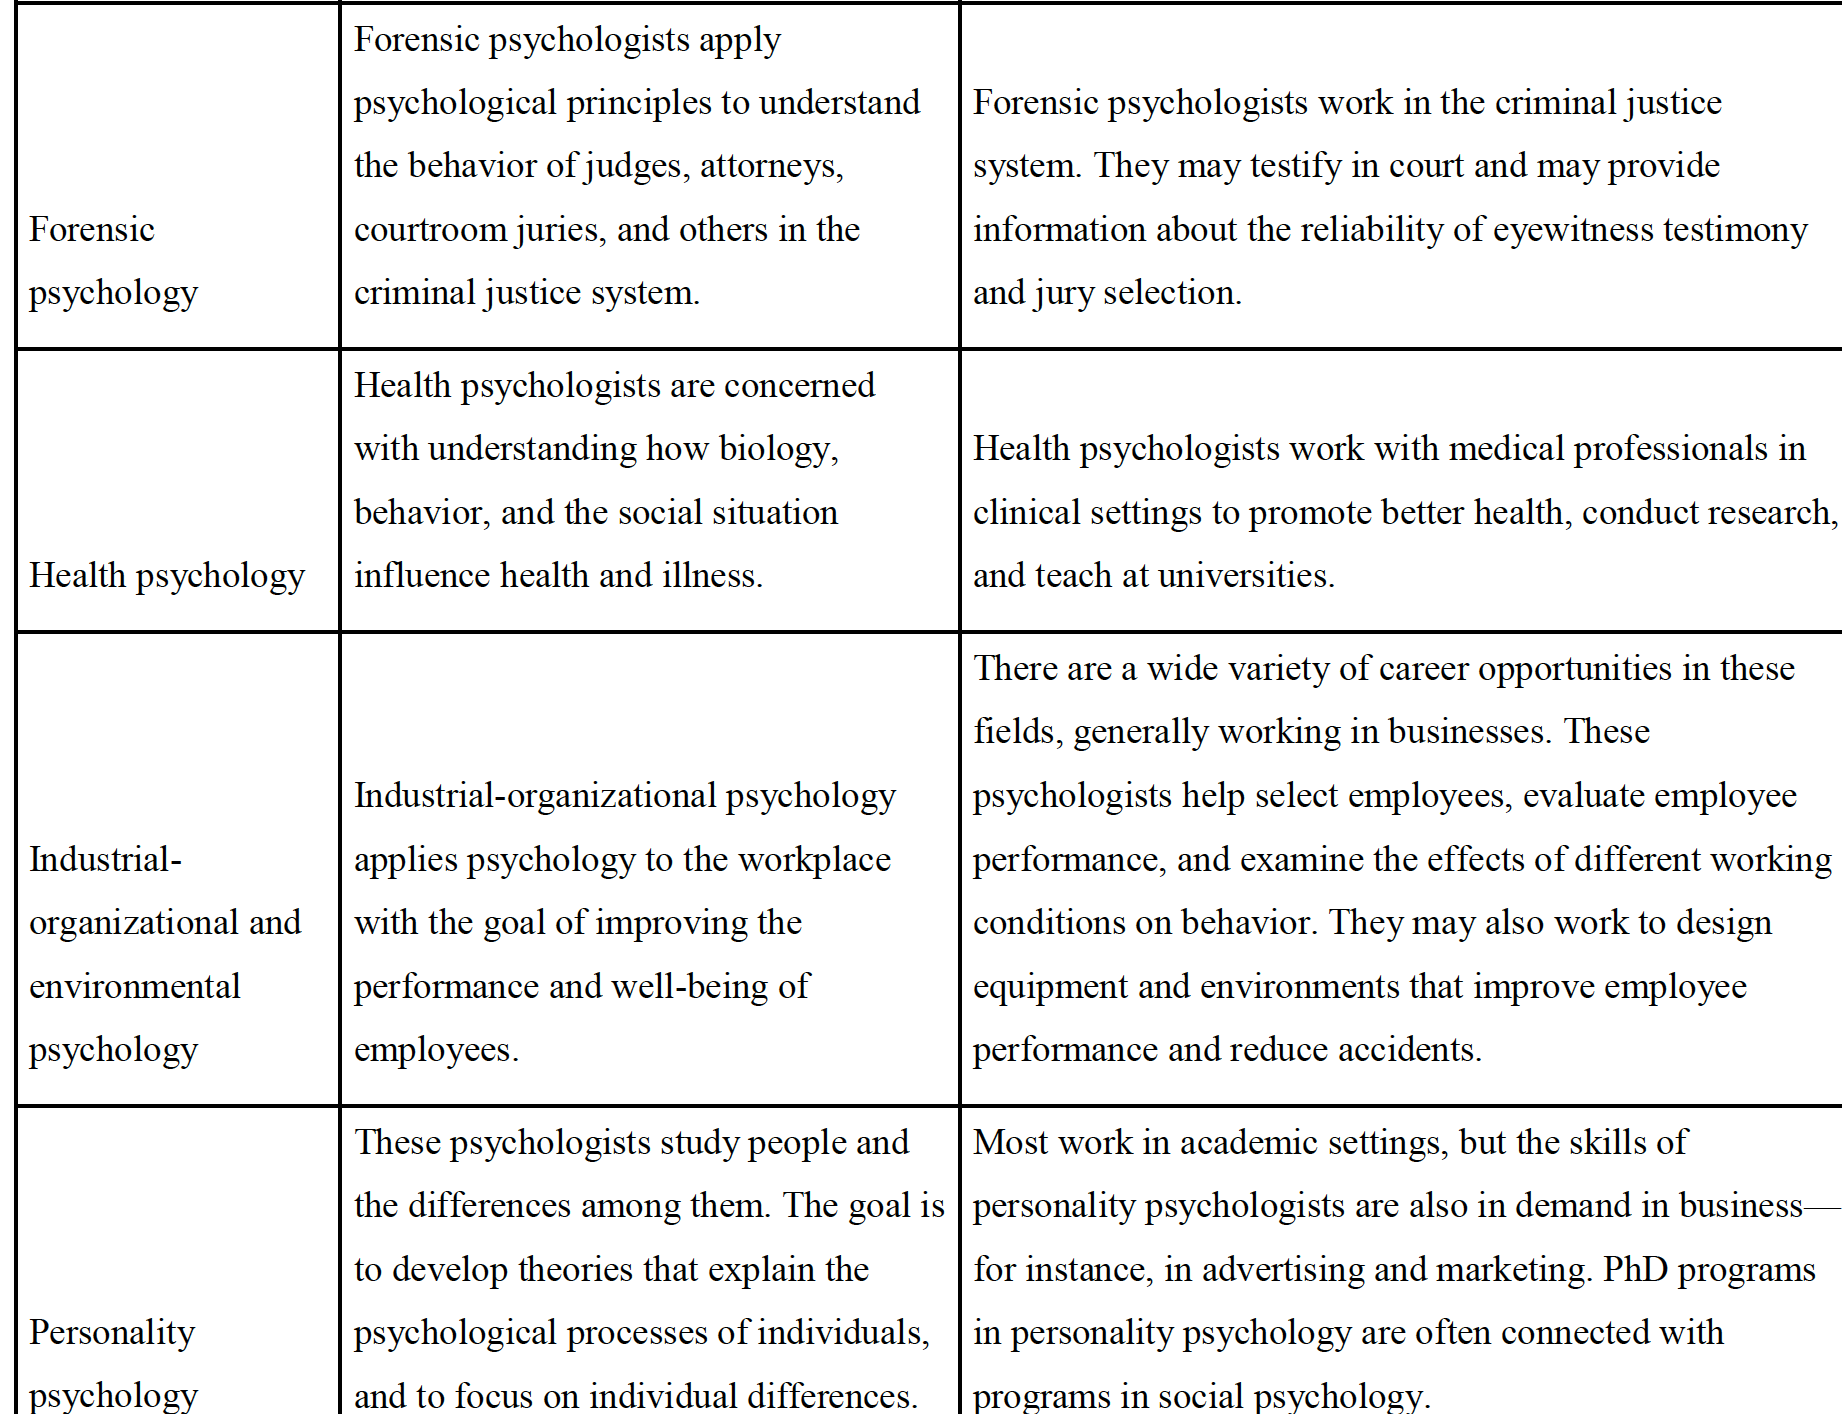 Forensic
psychology
Forensic psychologists apply
psychological principles to understand
the behavior of judges, attorneys,
courtroom juries, and others in the
criminal justice system.
Forensic psychologists work in the criminal justice
system. They may testify in court and may provide
information about the reliability of eyewitness testimony
and jury selection.
Health psychology
Health psychologists are concerned
with understanding how biology,
behavior, and the social situation
influence health and illness.
Health psychologists work with medical professionals in
clinical settings to promote better health, conduct research,
and teach at universities.
Industrial-
organizational and
environmental
psychology
Industrial-organizational psychology
applies psychology to the workplace
with the goal of improving the
performance and well-being of
employees.
There are a wide variety of career opportunities in these
fields, generally working in businesses. These
psychologists help select employees, evaluate employee
performance, and examine the effects of different working
conditions on behavior. They may also work to design
equipment and environments that improve employee
performance and reduce accidents.
Personality
psychology
These psychologists study people and
the differences among them. The goal is
to develop theories that explain the
psychological processes of individuals,
and to focus on individual differences.
Most work in academic settings, but the skills of
personality psychologists are also in demand in business—
for instance, in advertising and marketing. PhD programs
in personality psychology are often connected with
programs in social psychology.